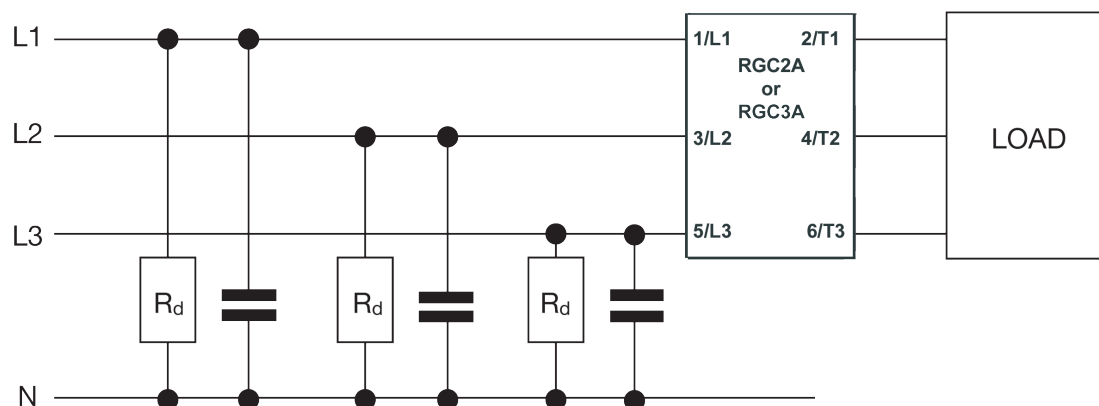 L1
1/L1 2/T1
RGC2A
or
RGC3A
L2
3/L2 4/T2
LOAD
L3
5/L3 6/T3
Rd Rd Rd
N